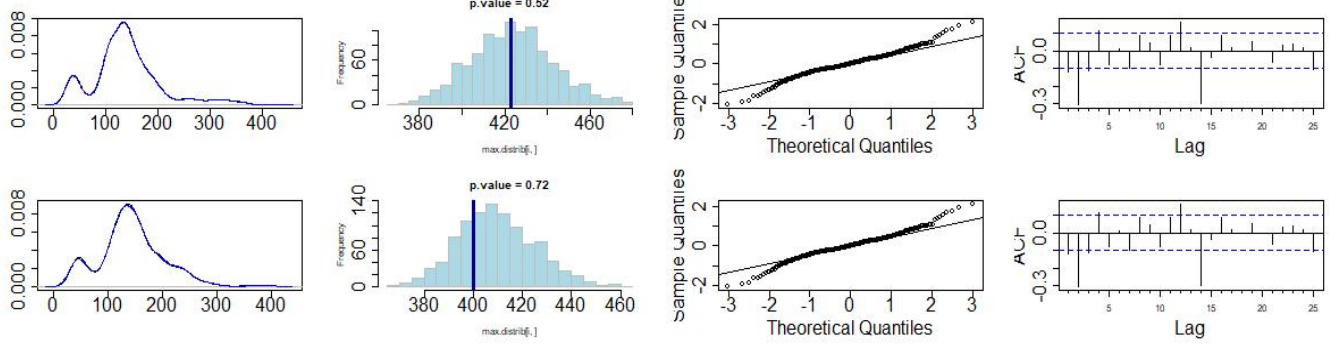 0.000 0.008
0 100 200 300 400
p.value = 0.52
Frequency
0 60
380 420 460
max.distrib[i, ]
Sample Quantiles
-2 0 2
-3 -2 -1 0 1 2 3
Theoretical Quantiles
ACF
-0.3 0.0
5 10 15 20 25
Lag
0.000 0.008
0 100 200 300 400
p.value = 0.72
Frequency
0 60 140
380 400 420 440 460
max.distrib[i, ]
Sample Quantiles
-2 0 2
-3 -2 -1 0 1 2 3
Theoretical Quantiles
ACF
-0.3 0.0
5 10 15 20 25
Lag